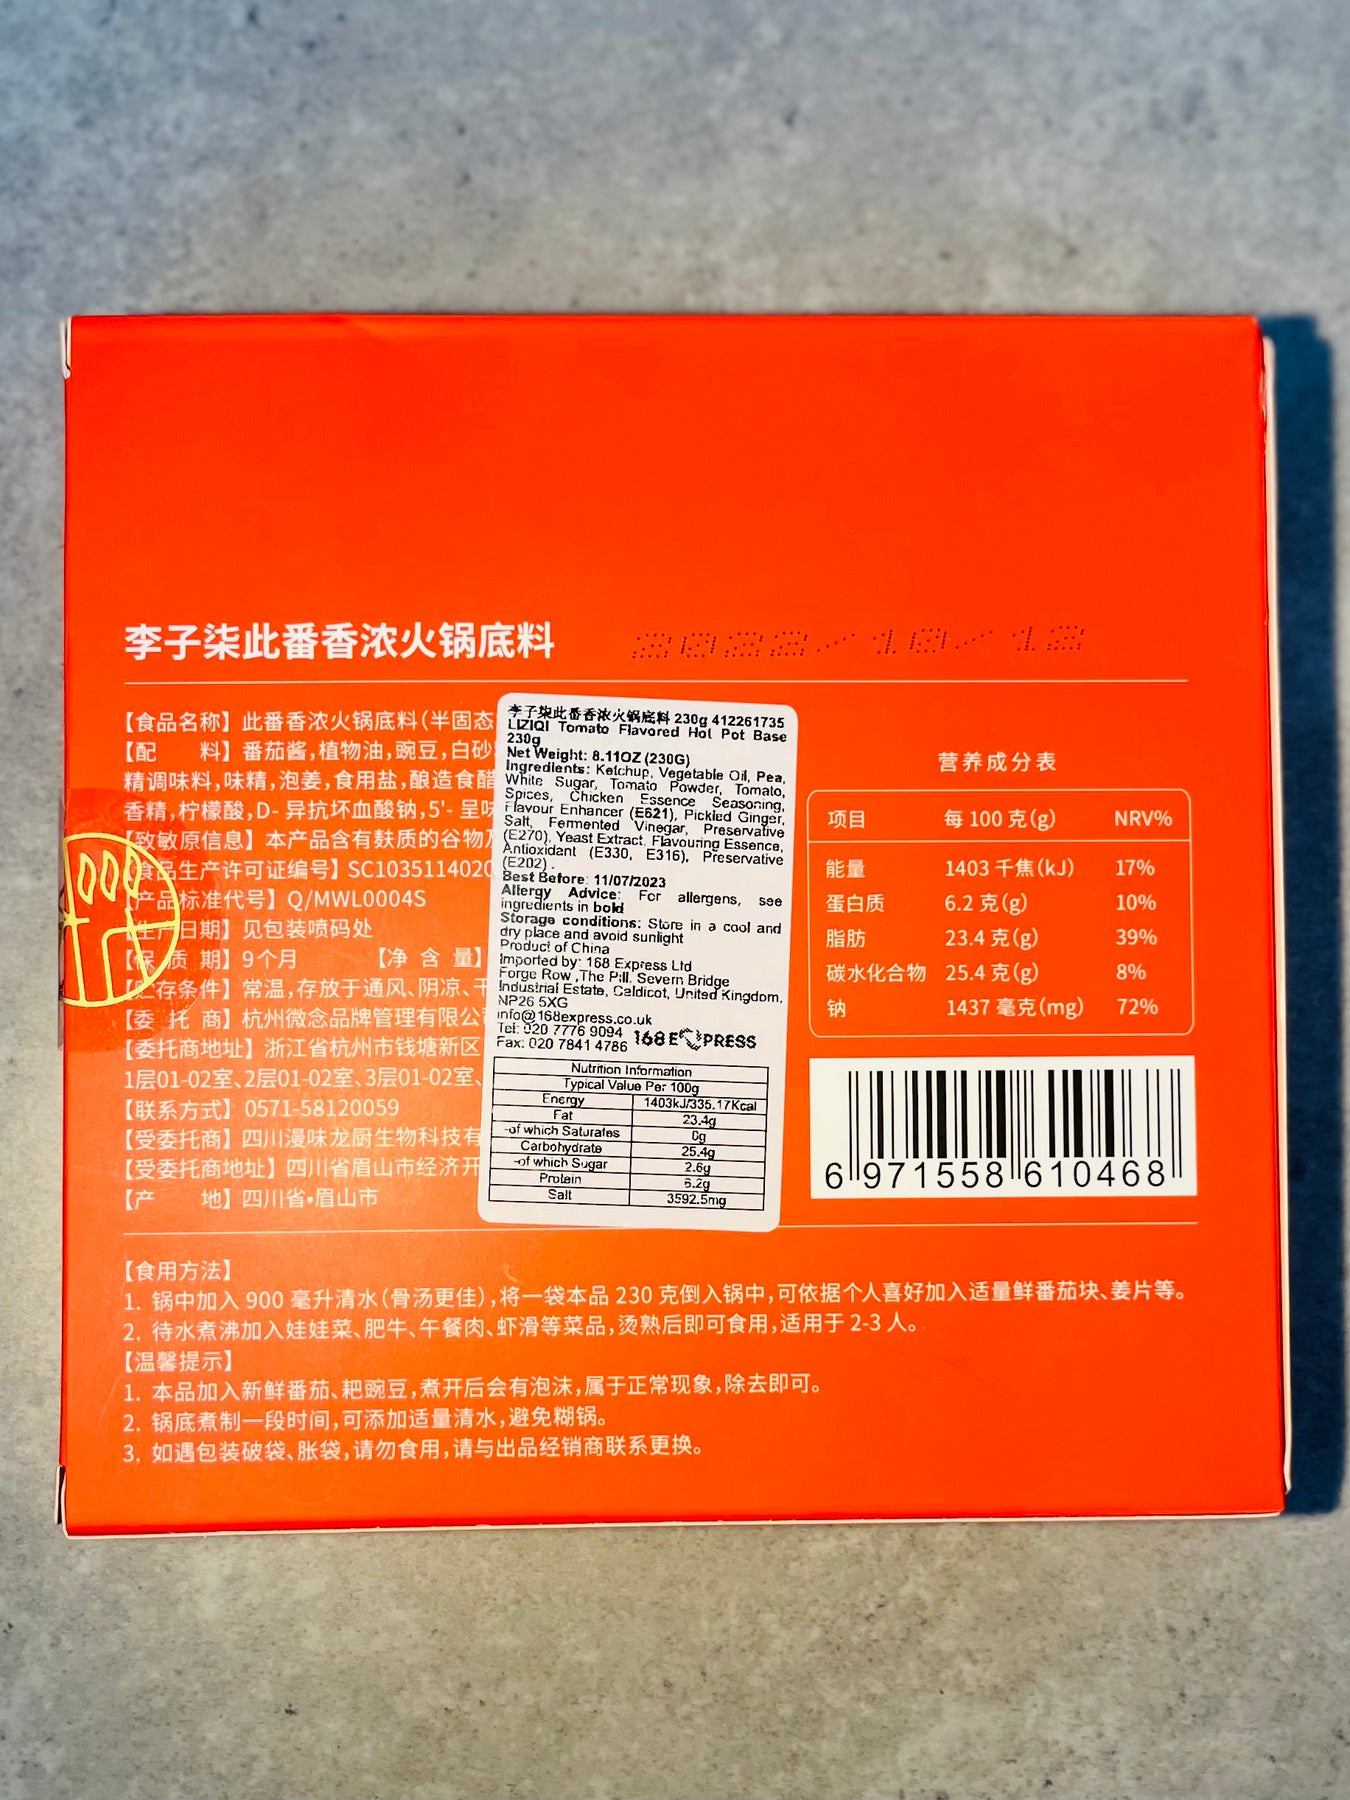 李子柒此番香浓火锅底料
2022/10/12
【食品名称】此番香浓火锅底料(半固态
【配 料】番茄酱,植物油,豌豆,白砂
精调味料,味精,泡姜,食用盐,酿造食醋
香精,柠檬酸,D-异抗坏血酸钠,5'-呈味
【致敏原信息】本产品含有麸质的谷物及
【食品生产许可证编号】SC1035114020
【产品标准代号】Q/MWL0004S
【生产日期】见包装喷码处
【保 质 期】9个月 【净 含 量】
【贮存条件】常温,存放于通风、阴凉、干
【委 托 商】杭州微念品牌管理有限公司
【委托商地址】浙江省杭州市钱塘新区
1层01-02室、2层01-02室、3层01-02室、
【联系方式】0571-58120059
【受委托商】四川漫味龙厨生物科技有
【受委托商地址】四川省眉山市经济开
【产 地】四川省•眉山市
李子柒此番香浓火锅底料 230g 412261735
LIZIQI Tomato Flavored Hot Pot Base
230g
Net Weight: 8.11OZ (230G)
Ingredients: Ketchup, Vegetable Oil, Pea,
White Sugar, Tomato Powder, Tomato,
Spices, Chicken Essence Seasoning,
Flavour Enhancer (E621), Pickled Ginger,
Salt, Fermented Vinegar, Preservative
(E270), Yeast Extract, Flavouring Essence,
Antioxidant (E330, E316), Preservative
(E202) .
Best Before: 11/07/2023
Allergy Advice: For allergens, see
ingredients in bold
Storage conditions: Store in a cool and
dry place and avoid sunlight
Product of China
Imported by: 168 Express Ltd
Forge Row ,The Pill, Severn Bridge
Industrial Estate, Caldicot, United Kingdom,
NP26 5XG
info@168express.co.uk
Tel: 020 7776 9094
Fax: 020 7841 4786
168 EXPRESS
Nutrition Information
Typical Value Per 100g
Energy 1403kJ/335.17Kcal
Fat 23.4g
-of which Saturates 0g
Carbohydrate 25.4g
-of which Sugar 2.6g
Protein 6.2g
Salt 3592.5mg
营养成分表
项目 每 100 克(g) NRV%
能量 1403 千焦(kJ) 17%
蛋白质 6.2 克(g) 10%
脂肪 23.4 克(g) 39%
碳水化合物 25.4 克(g) 8%
钠 1437 毫克(mg) 72%
6 971558 610468
【食用方法】
1. 锅中加入 900 毫升清水(骨汤更佳),将一袋本品 230 克倒入锅中,可依据个人喜好加入适量鲜番茄块、姜片等。
2. 待水煮沸加入娃娃菜、肥牛、午餐肉、虾滑等菜品,烫熟后即可食用,适用于 2-3 人。
【温馨提示】
1. 本品加入新鲜番茄、耙豌豆,煮开后会有泡沫,属于正常现象,除去即可。
2. 锅底煮制一段时间,可添加适量清水,避免糊锅。
3. 如遇包装破袋、胀袋,请勿食用,请与出品经销商联系更换。